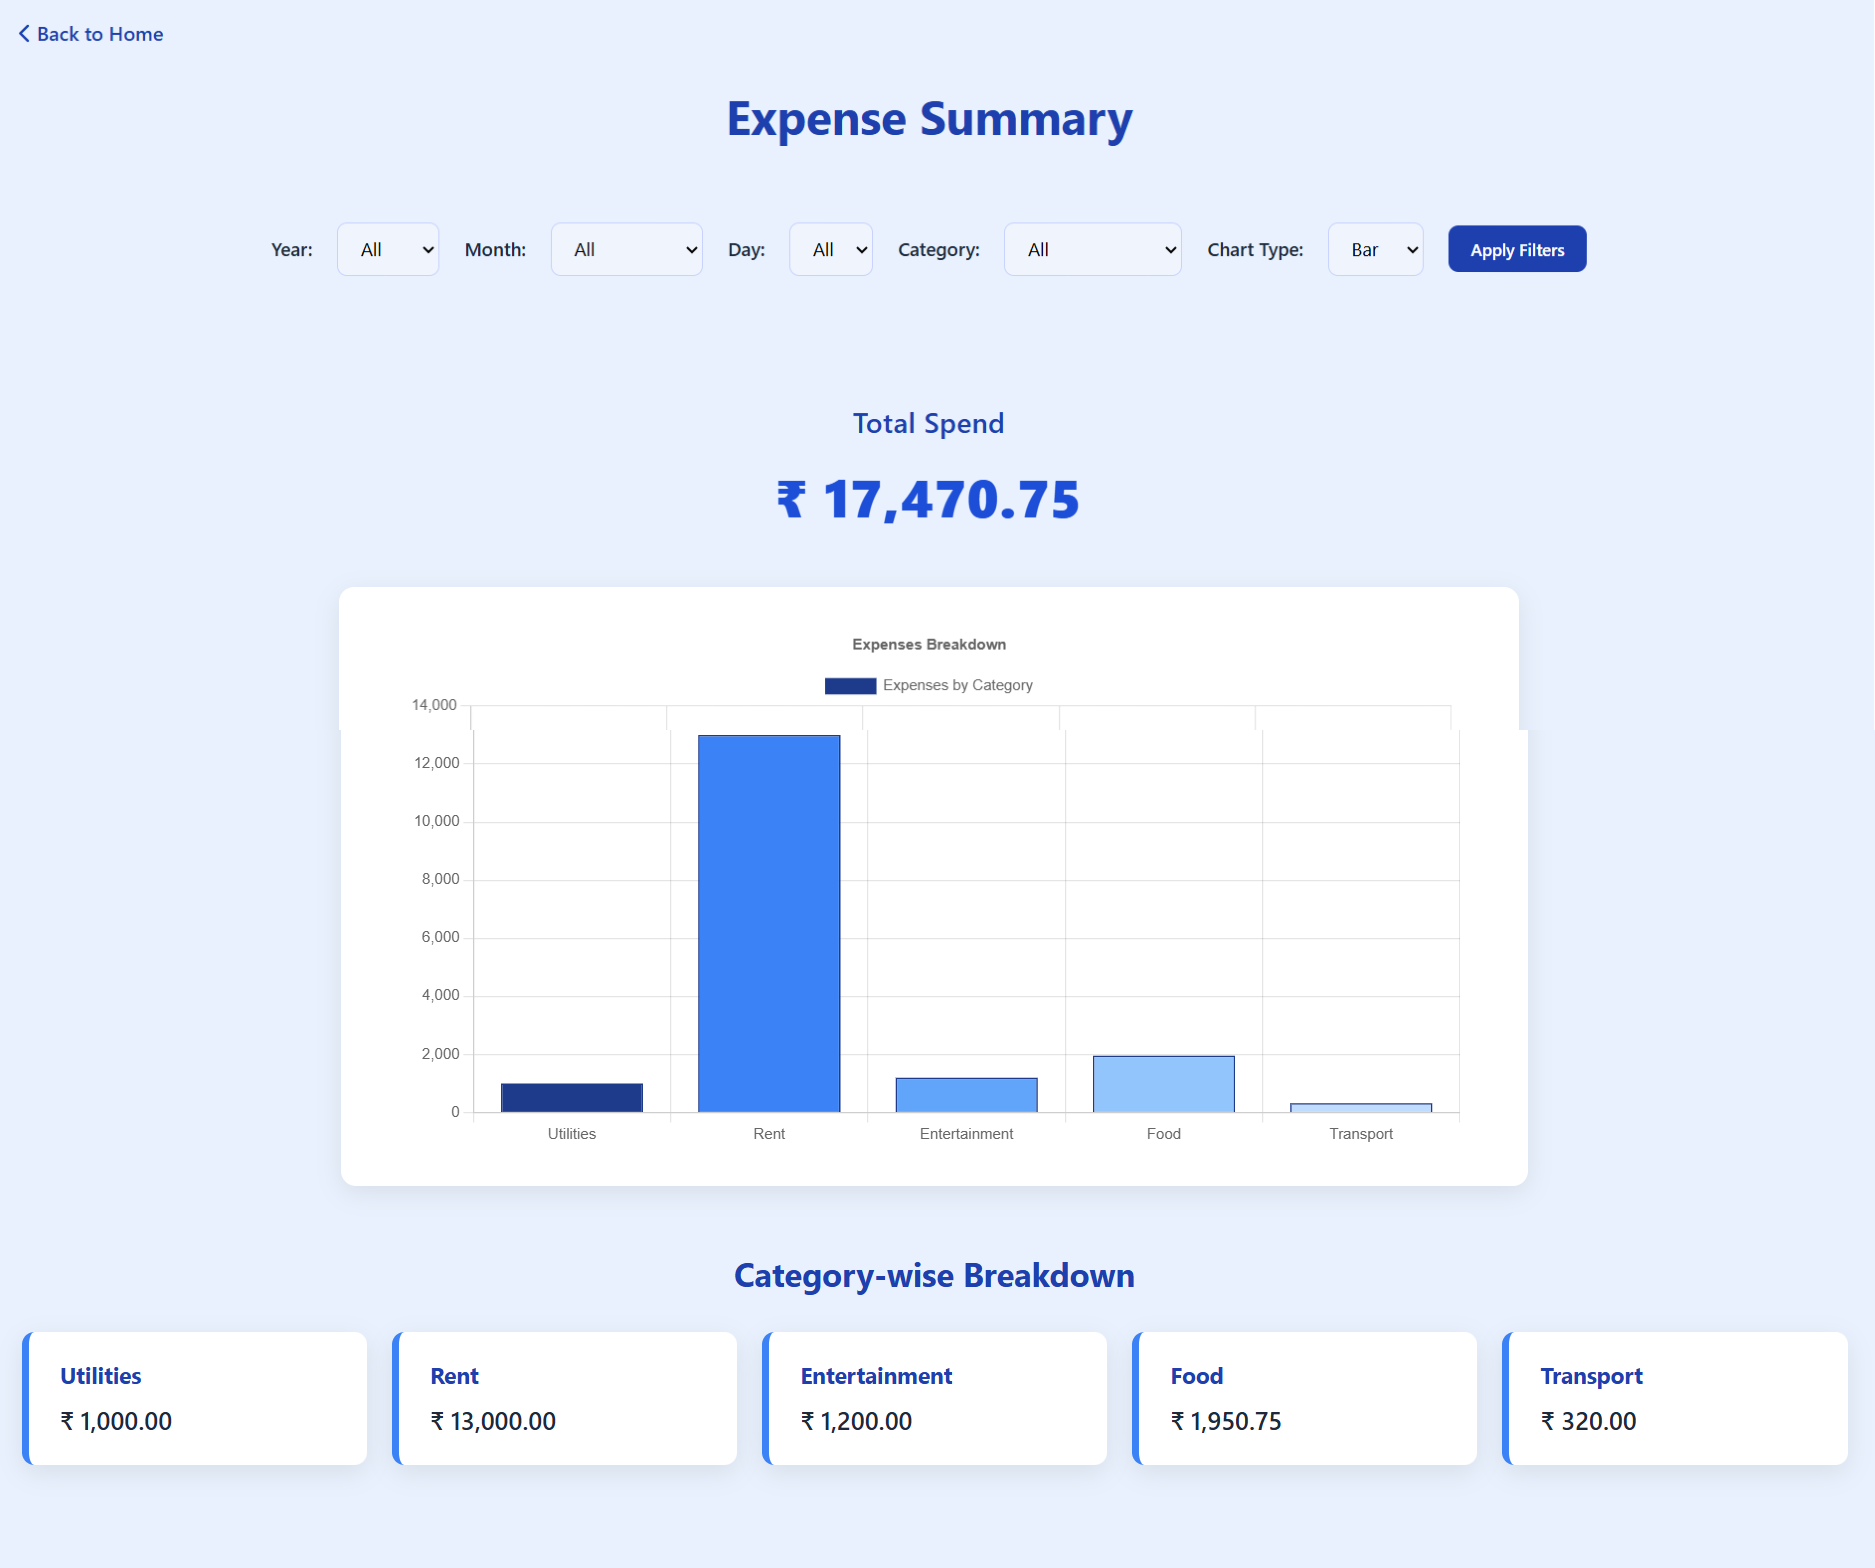 Back to Home
Expense Summary
Year: All Month: All Day: All Category: All Chart Type: Bar Apply Filters
Total Spend
₹ 17,470.75
Expenses Breakdown
Expenses by Category
14,000
12,000
10,000
8,000
6,000
4,000
2,000
0
Utilities Rent Entertainment Food Transport
Category-wise Breakdown
Utilities
₹ 1,000.00
Rent
₹ 13,000.00
Entertainment
₹ 1,200.00
Food
₹ 1,950.75
Transport
₹ 320.00